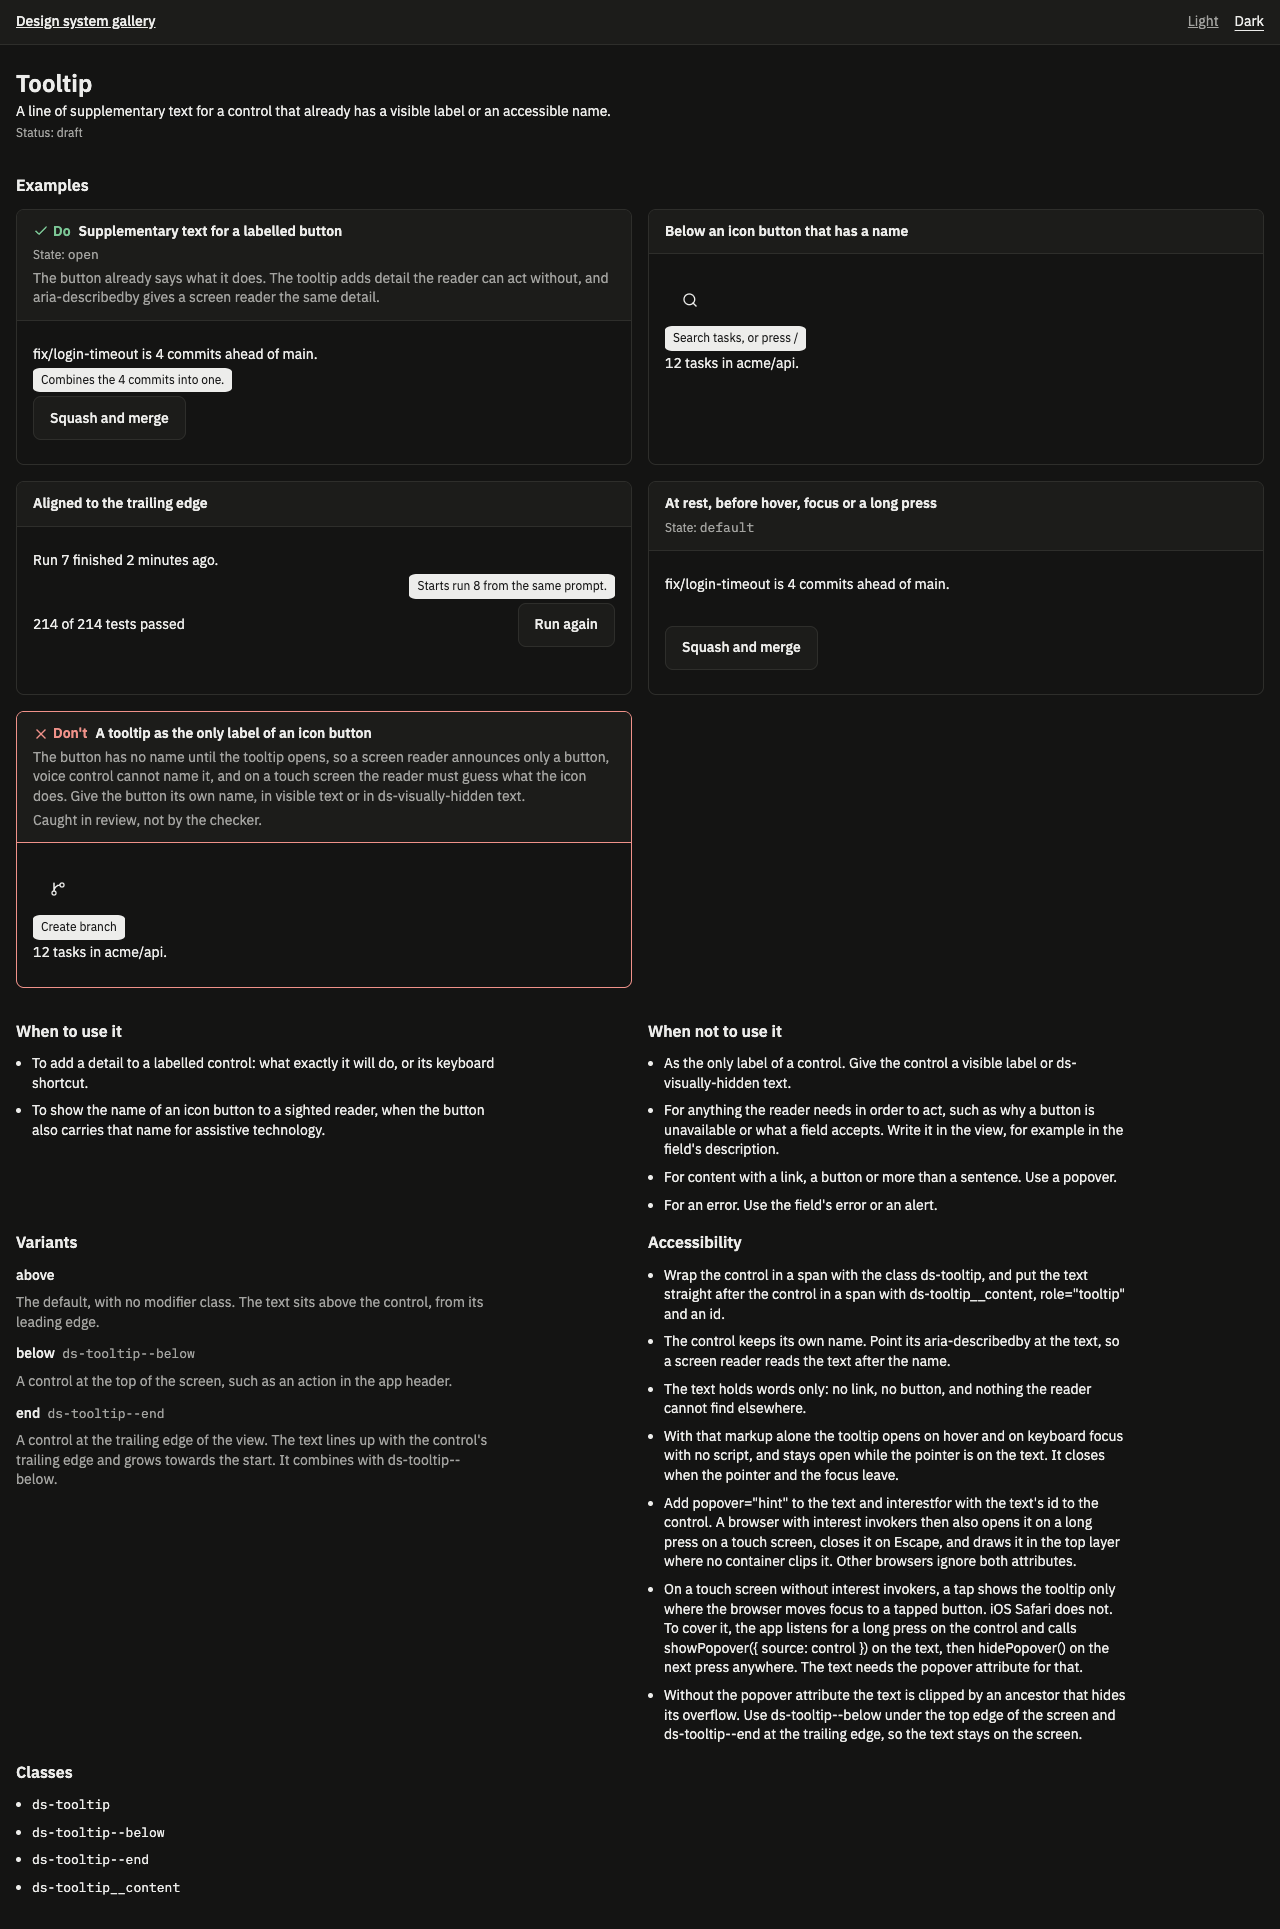 Design system gallery
Light Dark
Tooltip
A line of supplementary text for a control that already has a visible label or an accessible name.
Status: draft
Examples
Do Supplementary text for a labelled button
State: open
The button already says what it does. The tooltip adds detail the reader can act without, and
aria-describedby gives a screen reader the same detail.
fix/login-timeout is 4 commits ahead of main.
Combines the 4 commits into one.
Squash and merge
Below an icon button that has a name
Search tasks, or press /
12 tasks in acme/api.
Aligned to the trailing edge
Run 7 finished 2 minutes ago.
Starts run 8 from the same prompt.
214 of 214 tests passed
Run again
At rest, before hover, focus or a long press
State: default
fix/login-timeout is 4 commits ahead of main.
Squash and merge
Don't A tooltip as the only label of an icon button
The button has no name until the tooltip opens, so a screen reader announces only a button,
voice control cannot name it, and on a touch screen the reader must guess what the icon
does. Give the button its own name, in visible text or in ds-visually-hidden text.
Caught in review, not by the checker.
Create branch
12 tasks in acme/api.
When to use it
To add a detail to a labelled control: what exactly it will do, or its keyboard
shortcut.
To show the name of an icon button to a sighted reader, when the button
also carries that name for assistive technology.
When not to use it
As the only label of a control. Give the control a visible label or ds-
visually-hidden text.
For anything the reader needs in order to act, such as why a button is
unavailable or what a field accepts. Write it in the view, for example in the
field's description.
For content with a link, a button or more than a sentence. Use a popover.
For an error. Use the field's error or an alert.
Variants
above
The default, with no modifier class. The text sits above the control, from its
leading edge.
below ds-tooltip--below
A control at the top of the screen, such as an action in the app header.
end ds-tooltip--end
A control at the trailing edge of the view. The text lines up with the control's
trailing edge and grows towards the start. It combines with ds-tooltip--
below.
Accessibility
Wrap the control in a span with the class ds-tooltip, and put the text
straight after the control in a span with ds-tooltip__content, role="tooltip"
and an id.
The control keeps its own name. Point its aria-describedby at the text, so
a screen reader reads the text after the name.
The text holds words only: no link, no button, and nothing the reader
cannot find elsewhere.
With that markup alone the tooltip opens on hover and on keyboard focus
with no script, and stays open while the pointer is on the text. It closes
when the pointer and the focus leave.
Add popover="hint" to the text and interestfor with the text's id to the
control. A browser with interest invokers then also opens it on a long
press on a touch screen, closes it on Escape, and draws it in the top layer
where no container clips it. Other browsers ignore both attributes.
On a touch screen without interest invokers, a tap shows the tooltip only
where the browser moves focus to a tapped button. iOS Safari does not.
To cover it, the app listens for a long press on the control and calls
showPopover({ source: control }) on the text, then hidePopover() on the
next press anywhere. The text needs the popover attribute for that.
Without the popover attribute the text is clipped by an ancestor that hides
its overflow. Use ds-tooltip--below under the top edge of the screen and
ds-tooltip--end at the trailing edge, so the text stays on the screen.
Classes
ds-tooltip
ds-tooltip--below
ds-tooltip--end
ds-tooltip__content